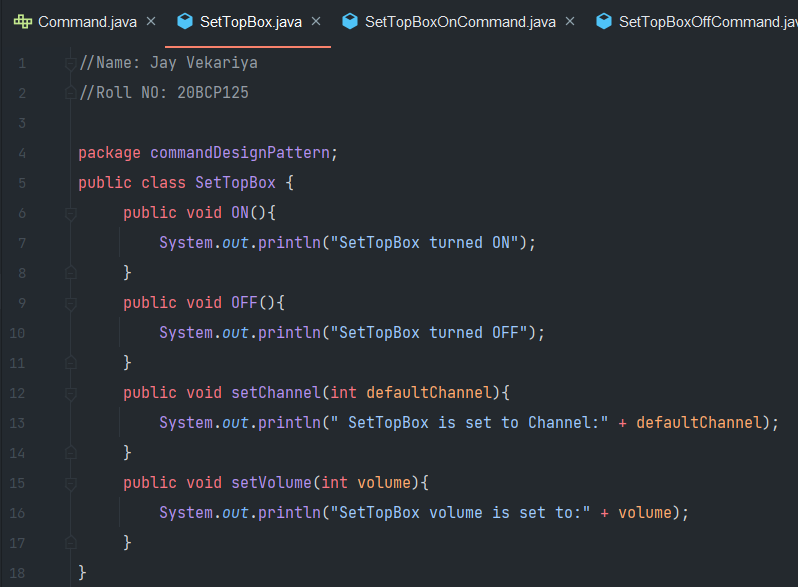 Command.java × SetTopBox.java × SetTopBoxOnCommand.java × SetTopBoxOffCommand.jav
1 //Name: Jay Vekariya
2 //Roll NO: 20BCP125
3
4 package commandDesignPattern;
5 public class SetTopBox {
6 public void ON(){
7 System.out.println("SetTopBox turned ON");
8 }
9 public void OFF(){
10 System.out.println("SetTopBox turned OFF");
11 }
12 public void setChannel(int defaultChannel){
13 System.out.println(" SetTopBox is set to Channel:" + defaultChannel);
14 }
15 public void setVolume(int volume){
16 System.out.println("SetTopBox volume is set to:" + volume);
17 }
18 }